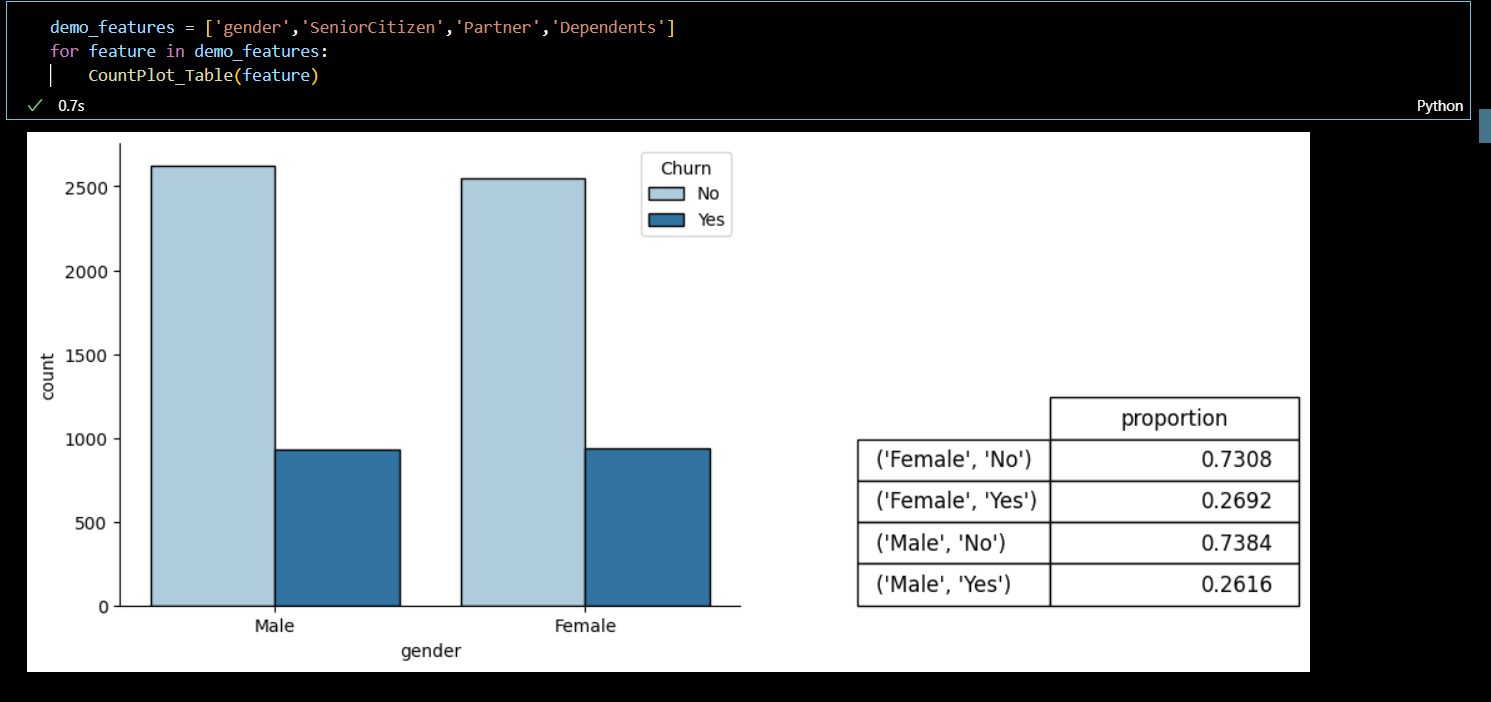 demo_features = ['gender','SeniorCitizen','Partner','Dependents']
for feature in demo_features:
    CountPlot_Table(feature)
0.7s
Python
Churn
No
Yes
2500
2000
1500
1000
500
0
count
Male Female
gender
proportion
('Female', 'No') 0.7308
('Female', 'Yes') 0.2692
('Male', 'No') 0.7384
('Male', 'Yes') 0.2616